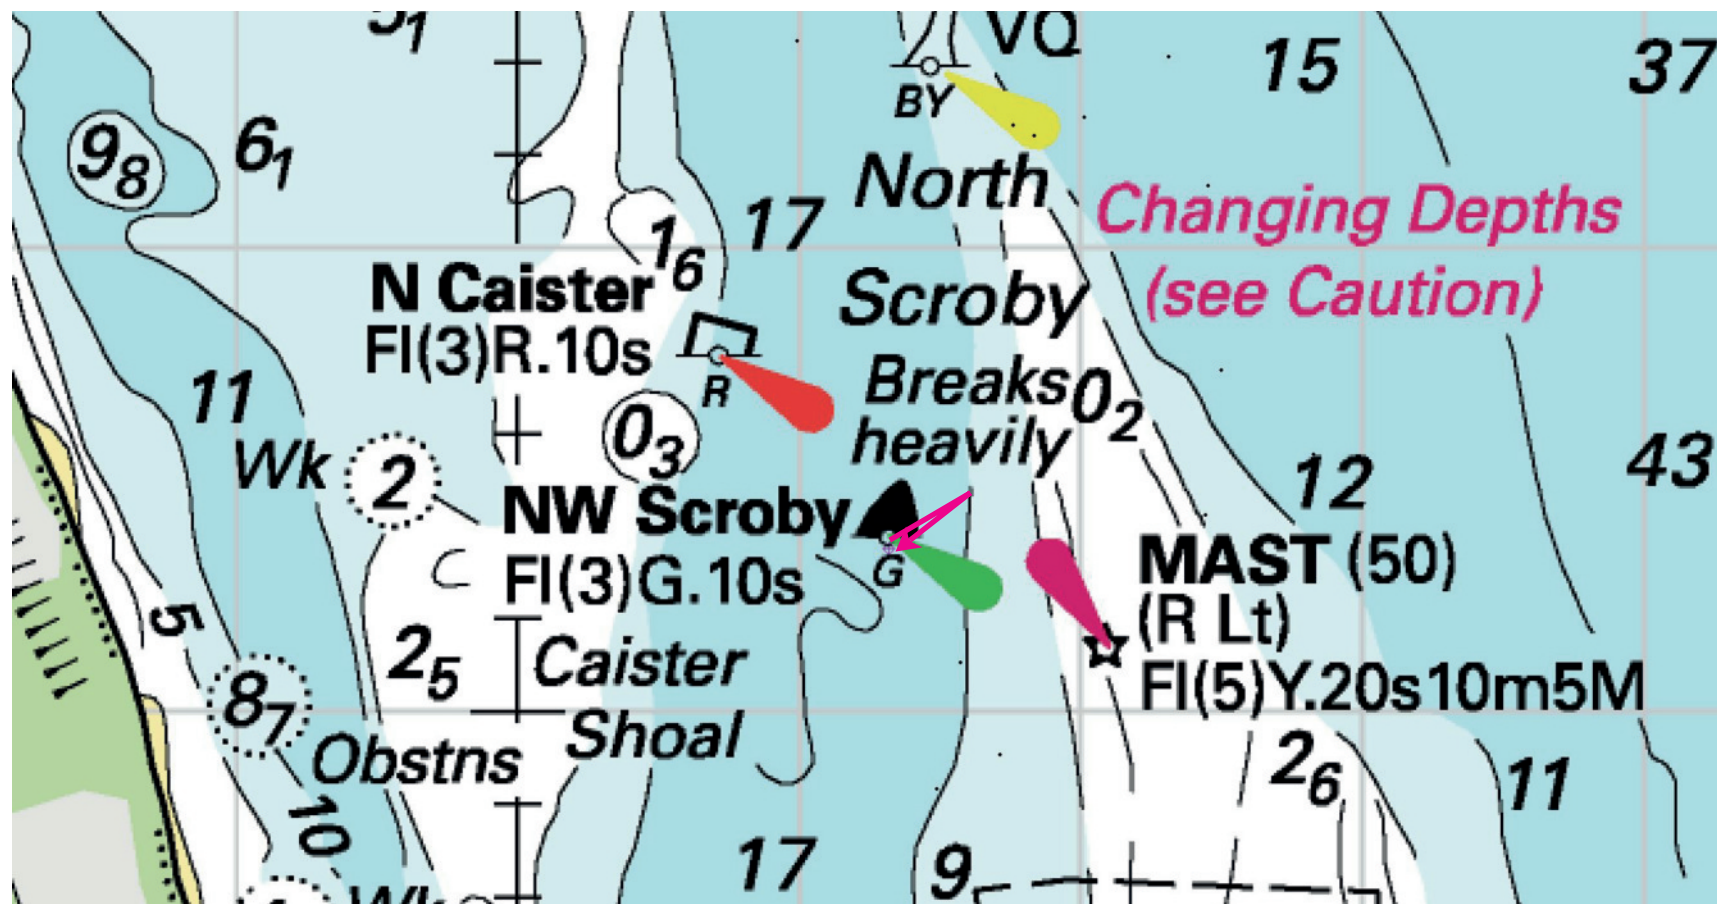 5₁
VQ
15
37
BY
9₈
6₁
North
Changing Depths
(see Caution)
1₆
17
N Caister
Fl(3)R.10s
Scroby
R
Breaks
heavily
0₂
11
0₃
Wk
2
12
43
NW Scroby
Fl(3)G.10s
G
MAST (50)
(R Lt)
Fl(5)Y.20s10m5M
5
2₅
Caister
Shoal
8₇
Obstns
2₆
11
10
17
9
Wk